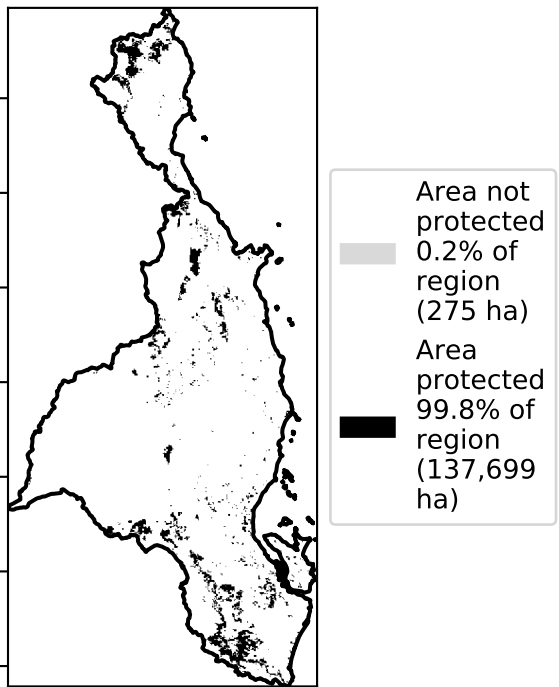 Area not
protected
0.2% of
region
(275 ha)
Area
protected
99.8% of
region
(137,699
ha)